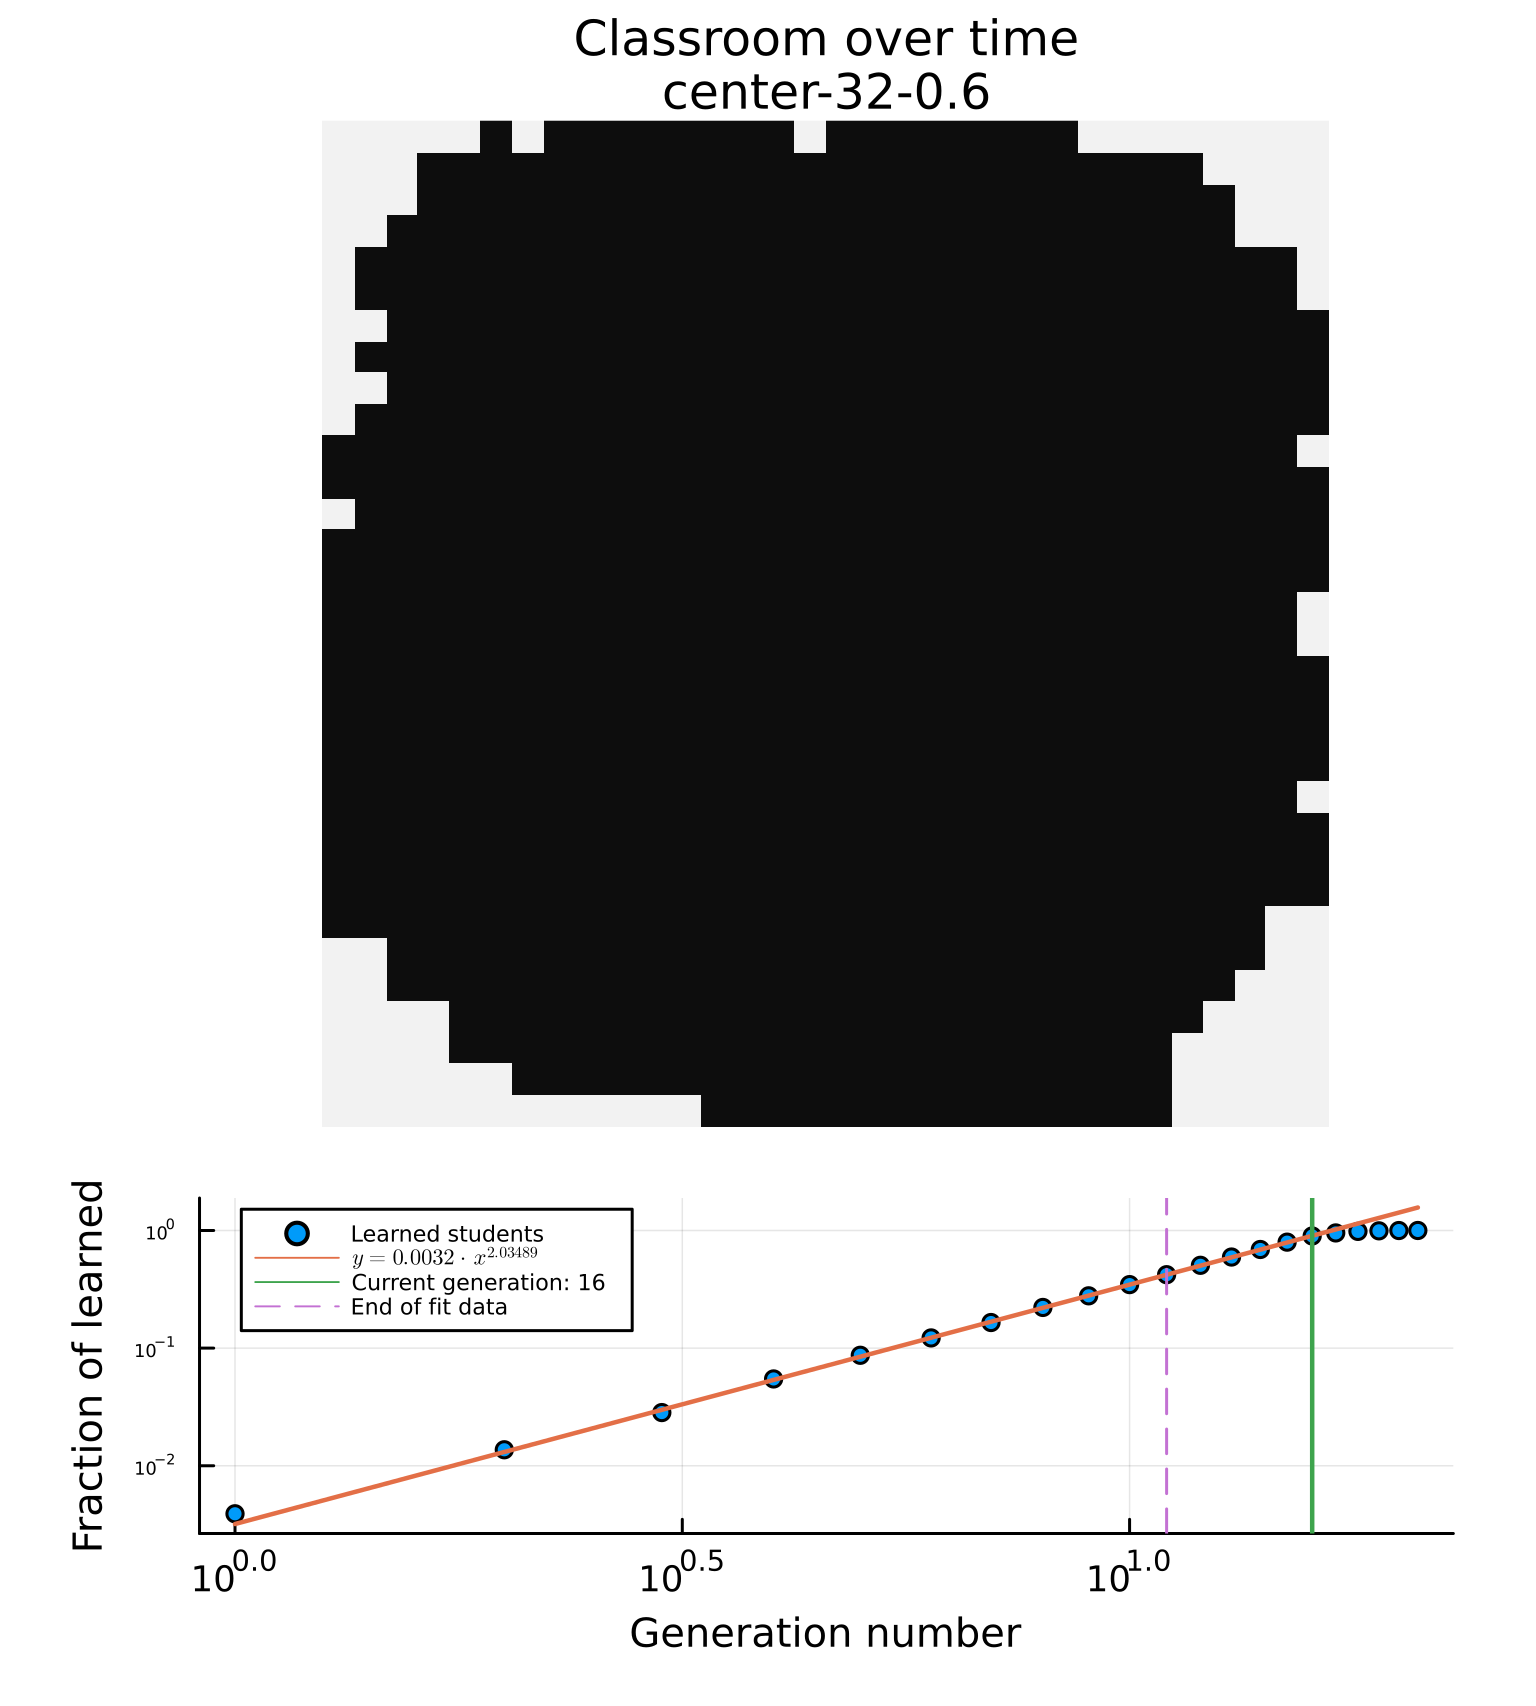 Classroom over time
center-32-0.6
Fraction of learned
10⁰
10⁻¹
10⁻²
Learned students
y = 0.0032 · x^2.03489
Current generation: 16
End of fit data
10^0.0 10^0.5 10^1.0
Generation number